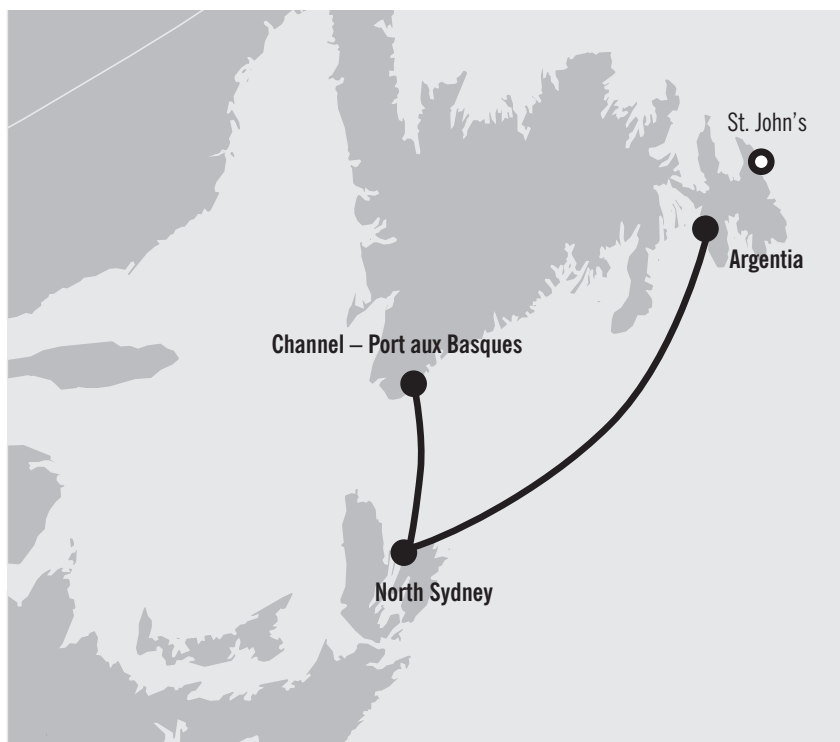 St. John's
Argentia
Channel – Port aux Basques
North Sydney